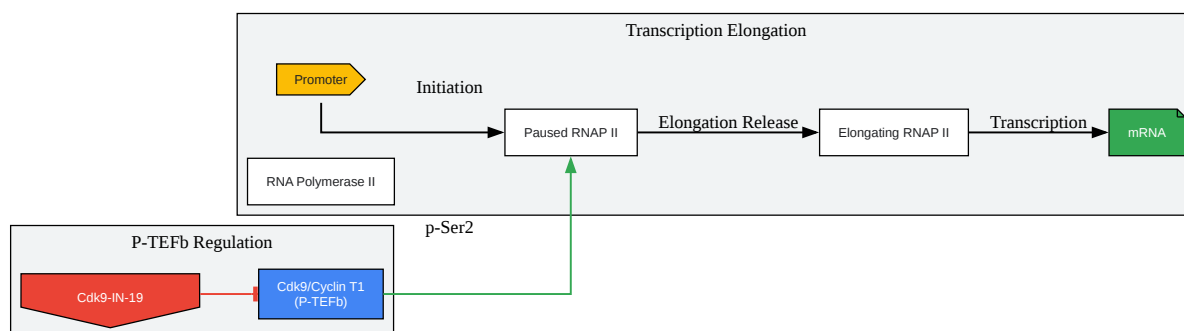 Transcription Elongation
Promoter
Initiation
Paused RNAP II
Elongation Release
Elongating RNAP II
Transcription
mRNA
RNA Polymerase II
p-Ser2
P-TEFb Regulation
Cdk9-IN-19
Cdk9/Cyclin T1
(P-TEFb)